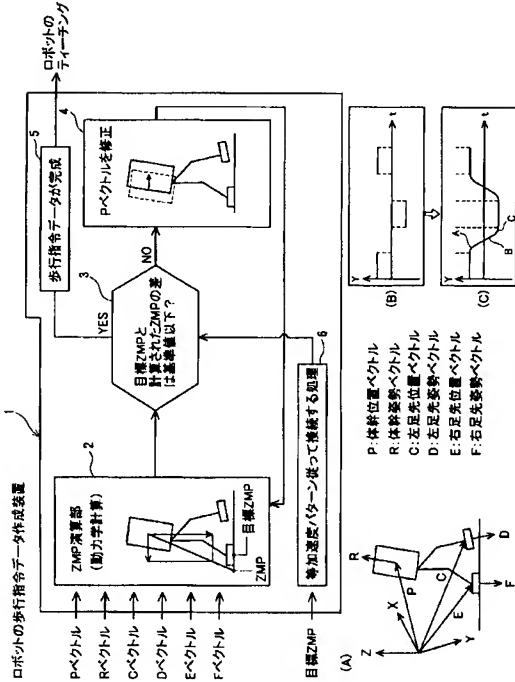 ロボットの歩行指令データ作成装置
1
Pベクトル
Rベクトル
Cベクトル
Dベクトル
Eベクトル
Fベクトル
目標ZMP
2
ZMP演算部
(動力学計算)
ZMP
目標ZMP
3
目標ZMPと
計算されたZMPの差
は基準値以下？
YES
NO
4
Pベクトルを修正
5
歩行指令データが完成
ロボットの
ティーチング
6
等加速度パターン従って接続する処理
(A)
Z
X
Y
R
P
C
E
D
F
P:体幹位置ベクトル
R:体幹姿勢ベクトル
C:左足先位置ベクトル
D:左足先姿勢ベクトル
E:右足先位置ベクトル
F:右足先姿勢ベクトル
(B)
Y
t
(C)
Y
t
A
B
C